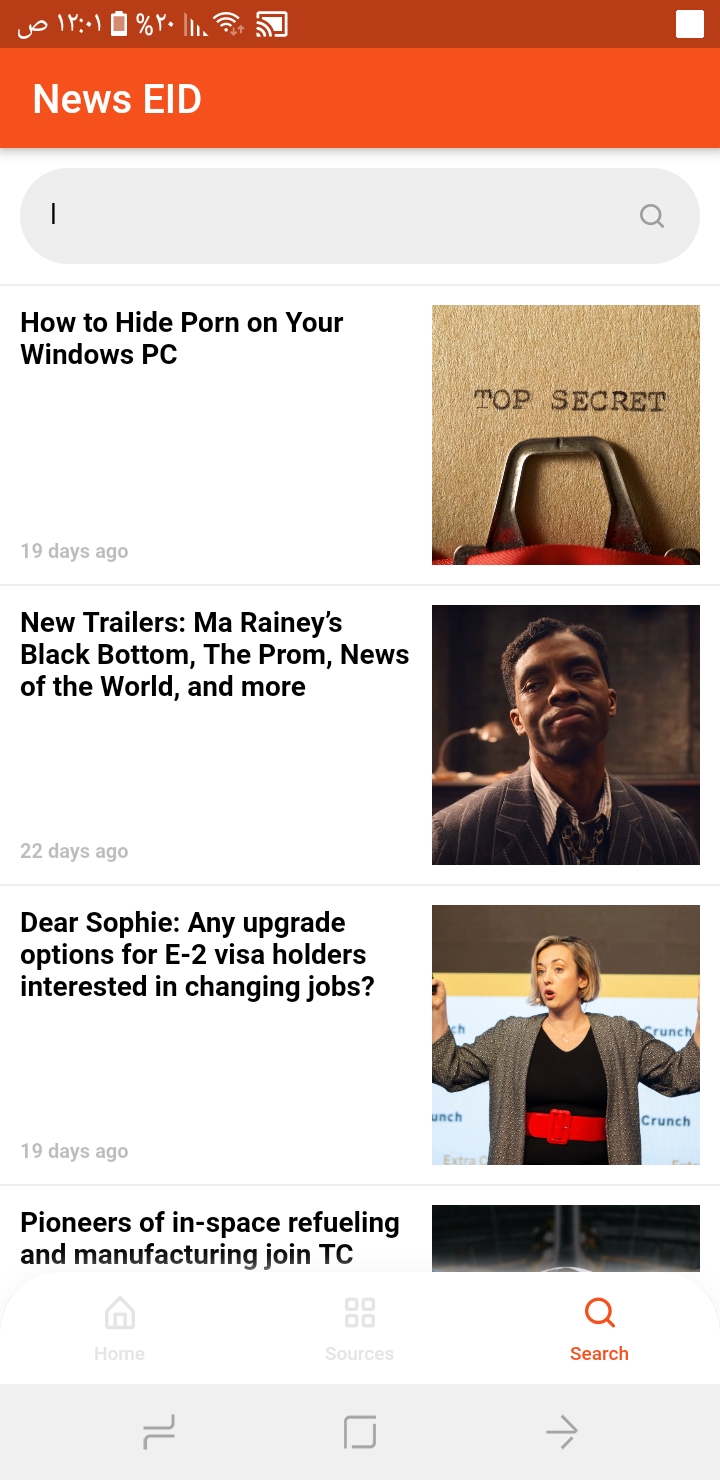 ١٢:٠١ ص
%٢٠
News EID
l
How to Hide Porn on Your
Windows PC
19 days ago
TOP SECRET
New Trailers: Ma Rainey’s
Black Bottom, The Prom, News
of the World, and more
22 days ago
Dear Sophie: Any upgrade
options for E-2 visa holders
interested in changing jobs?
19 days ago
ch
Crunch
unch
Crunch
Extra C
Pioneers of in-space refueling
and manufacturing join TC
Home
Sources
Search